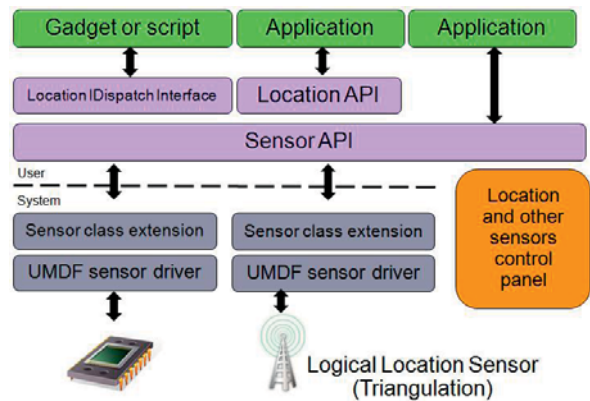 Gadget or script
Application
Application
Location IDispatch Interface
Location API
Sensor API
User
System
Sensor class extension
Sensor class extension
UMDF sensor driver
UMDF sensor driver
Location
and other
sensors
control
panel
Logical Location Sensor
(Triangulation)